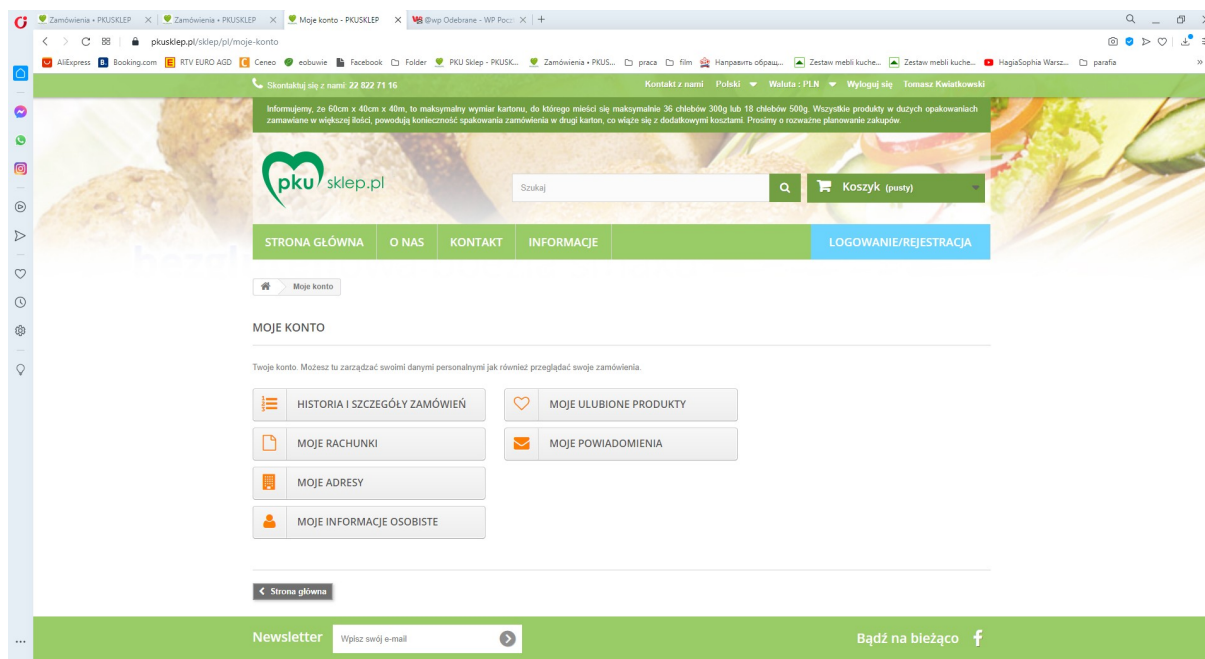 Zamówienia • PKUSKLEP
Zamówienia • PKUSKLEP
Moje konto - PKUSKLEP
@wp Odebrane - WP Pocz
pkusklep.pl/sklep/pl/moje-konto
AliExpress
Booking.com
RTV EURO AGD
Ceneo
eobuwie
Facebook
Folder
PKU Sklep - PKUSK...
Zamówienia • PKUS...
praca
film
Направить обращ...
Zestaw mebli kuche...
Zestaw mebli kuche...
HagiaSophia Warsz...
parafia
Skontaktuj się z nami: 22 822 71 16
Kontakt z nami
Polski
Waluta : PLN
Wyloguj się
Tomasz Kwiatkowski
Informujemy, że 60cm x 40cm x 40m, to maksymalny wymiar kartonu, do którego mieści się maksymalnie 36 chlebów 300g lub 18 chlebów 500g. Wszystkie produkty w dużych opakowaniach
zamawiane w większej ilości, powodują konieczność spakowania zamówienia w drugi karton, co wiąże się z dodatkowymi kosztami. Prosimy o rozważne planowanie zakupów.
pku sklep.pl
Szukaj
Koszyk (pusty)
STRONA GŁÓWNA
O NAS
KONTAKT
INFORMACJE
LOGOWANIE/REJESTRACJA
Moje konto
MOJE KONTO
Twoje konto. Możesz tu zarządzać swoimi danymi personalnymi jak również przeglądać swoje zamówienia.
HISTORIA I SZCZEGÓŁY ZAMÓWIEŃ
MOJE ULUBIONE PRODUKTY
MOJE RACHUNKI
MOJE POWIADOMIENIA
MOJE ADRESY
MOJE INFORMACJE OSOBISTE
Strona główna
Newsletter
Wpisz swój e-mail
Bądź na bieżąco